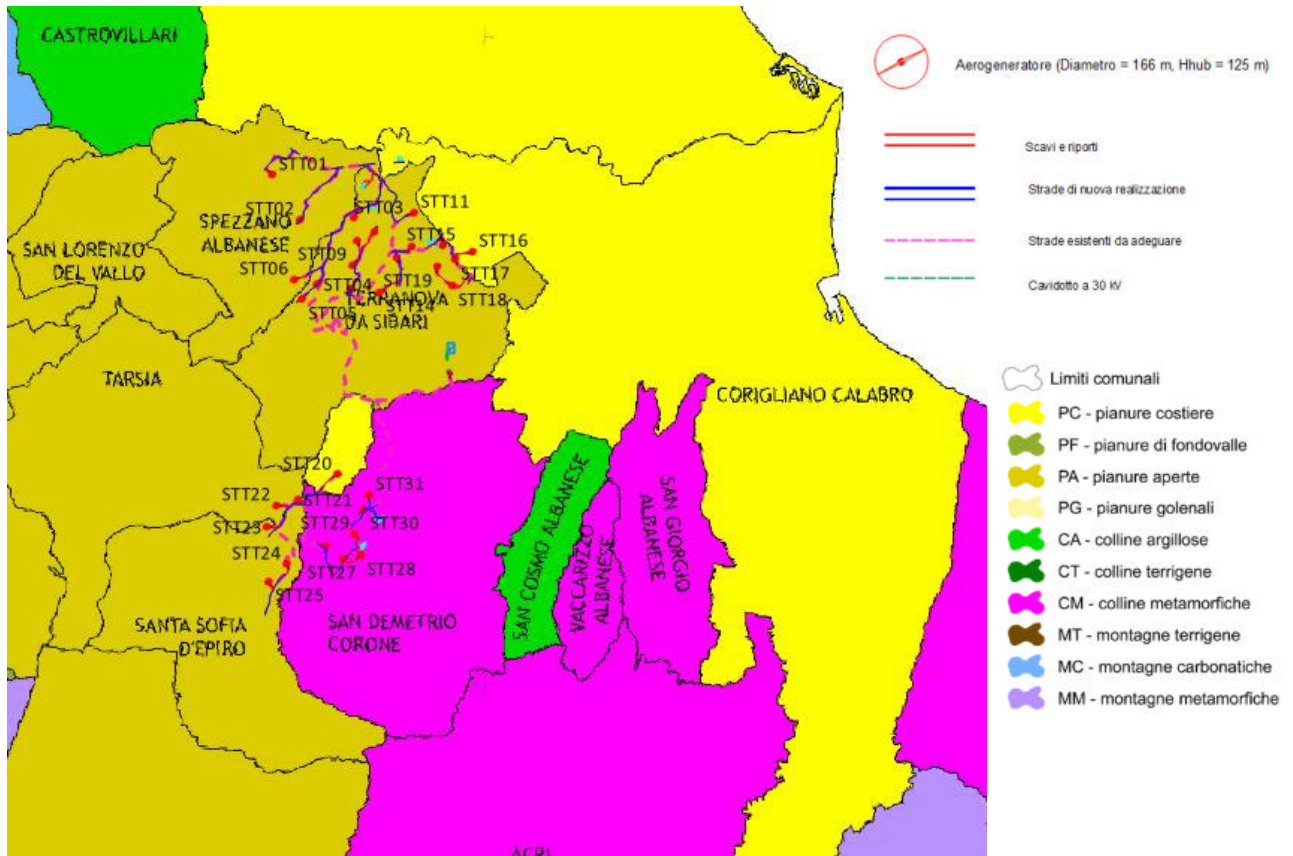 CASTROVILLARI
Aerogeneratore (Diametro = 166 m, Hhub = 125 m)
Scavi e riporti
Strade di nuova realizzazione
Strade esistenti da adeguare
Cavidotto a 30 kV
STT01
STT02
STT03
STT11
SPEZZANO
ALBANESE
SAN LORENZO
DEL VALLO
STT09
STT15
STT16
STT06
STT04
STT19
STT17
STT05
TERRANOVA
DA SIBARI
STT14
STT18
TARSIA
CORIGLIANO CALABRO
STT20
STT22
STT21
STT31
STT23
STT29
STT30
STT24
STT27
STT28
STT25
SANTA SOFIA
D'EPIRO
SAN DEMETRIO
CORONE
SAN COSMO ALBANESE
VACCARIZZO
ALBANESE
SAN GIORGIO
ALBANESE
ACRI
Limiti comunali
PC - pianure costiere
PF - pianure di fondovalle
PA - pianure aperte
PG - pianure golenali
CA - colline argillose
CT - colline terrigene
CM - colline metamorfiche
MT - montagne terrigene
MC - montagne carbonatiche
MM - montagne metamorfiche